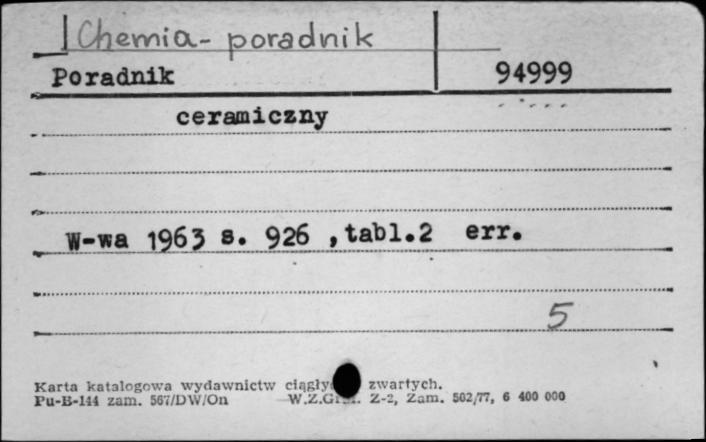 Chemia - poradnik
Poradnik 94999
ceramiczny
W-wa 1963 s. 926 , tabl.2 err.
5
Karta katalogowa wydawnictw zwartych.
Pu-B-144 zam. 567/DW/On Z-2, Zam. 502/77, 6 400 000